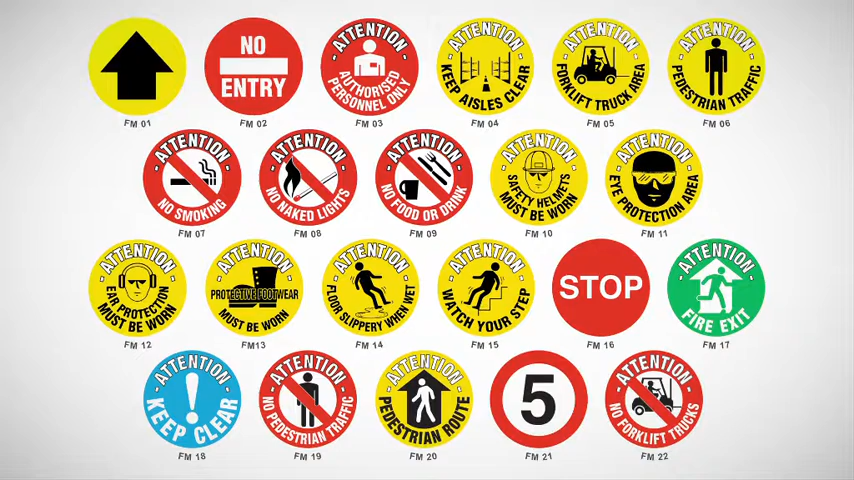 NO
ENTRY
ATTENTION
AUTHORISED
PERSONNEL ONLY
ATTENTION
KEEP AISLES CLEAR
ATTENTION
FORKLIFT TRUCK AREA
ATTENTION
PEDESTRIAN TRAFFIC
FM 01
FM 02
FM 03
FM 04
FM 05
FM 06
ATTENTION
NO SMOKING
ATTENTION
NO NAKED LIGHTS
ATTENTION
NO FOOD OR DRINK
ATTENTION
SAFETY HELMETS
MUST BE WORN
ATTENTION
EYE PROTECTION AREA
FM 07
FM 08
FM 09
FM 10
FM 11
ATTENTION
EAR PROTECTION
MUST BE WORN
ATTENTION
PROTECTIVE FOOTWEAR
MUST BE WORN
ATTENTION
FLOOR SLIPPERY WHEN WET
ATTENTION
WATCH YOUR STEP
STOP
ATTENTION
FIRE EXIT
FM 12
FM13
FM 14
FM 15
FM 16
FM 17
ATTENTION
KEEP CLEAR
ATTENTION
NO PEDESTRIAN TRAFFIC
ATTENTION
PEDESTRIAN ROUTE
5
ATTENTION
NO FORKLIFT TRUCKS
FM 18
FM 19
FM 20
FM 21
FM 22